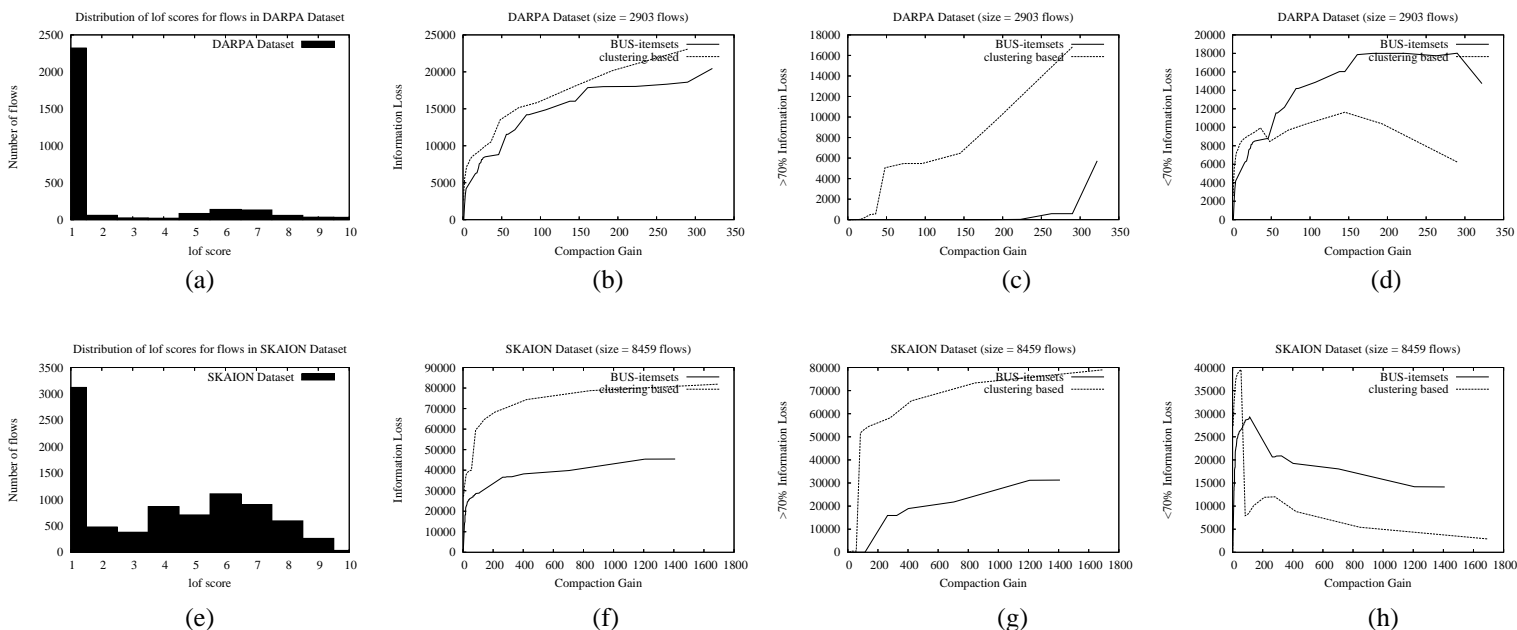 Distribution of lof scores for flows in DARPA Dataset
2500
2000
1500
1000
500
0
Number of flows
DARPA Dataset
1 2 3 4 5 6 7 8 9 10
lof score
(a)
DARPA Dataset (size = 2903 flows)
25000
20000
15000
10000
5000
0
Information Loss
BUS-itemsets
clustering based
0 50 100 150 200 250 300 350
Compaction Gain
(b)
DARPA Dataset (size = 2903 flows)
18000
16000
14000
12000
10000
8000
6000
4000
2000
0
>70% Information Loss
BUS-itemsets
clustering based
0 50 100 150 200 250 300 350
Compaction Gain
(c)
DARPA Dataset (size = 2903 flows)
20000
18000
16000
14000
12000
10000
8000
6000
4000
2000
0
<70% Information Loss
BUS-itemsets
clustering based
0 50 100 150 200 250 300 350
Compaction Gain
(d)
Distribution of lof scores for flows in SKAION Dataset
3500
3000
2500
2000
1500
1000
500
0
Number of flows
SKAION Dataset
1 2 3 4 5 6 7 8 9 10
lof score
(e)
SKAION Dataset (size = 8459 flows)
90000
80000
70000
60000
50000
40000
30000
20000
10000
0
Information Loss
BUS-itemsets
clustering based
0 200 400 600 800 1000 1200 1400 1600 1800
Compaction Gain
(f)
SKAION Dataset (size = 8459 flows)
80000
70000
60000
50000
40000
30000
20000
10000
0
>70% Information Loss
BUS-itemsets
clustering based
0 200 400 600 800 1000 1200 1400 1600 1800
Compaction Gain
(g)
SKAION Dataset (size = 8459 flows)
40000
35000
30000
25000
20000
15000
10000
5000
0
<70% Information Loss
BUS-itemsets
clustering based
0 200 400 600 800 1000 1200 1400 1600 1800
Compaction Gain
(h)